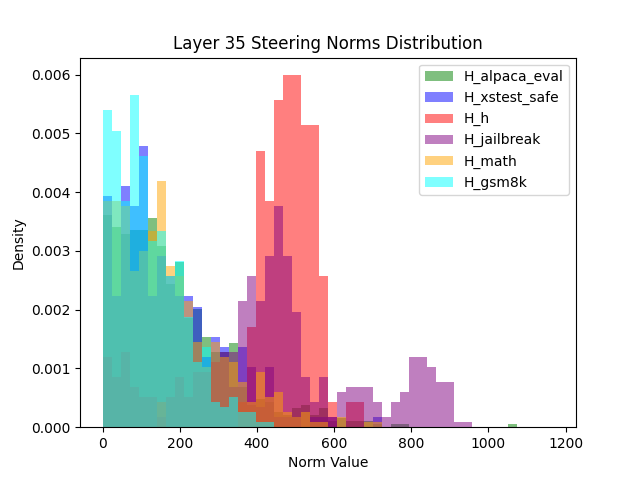 Layer 35 Steering Norms Distribution
0.006
0.005
0.004
0.003
0.002
0.001
0.000
Density
H_alpaca_eval
H_xstest_safe
H_h
H_jailbreak
H_math
H_gsm8k
0 200 400 600 800 1000 1200
Norm Value